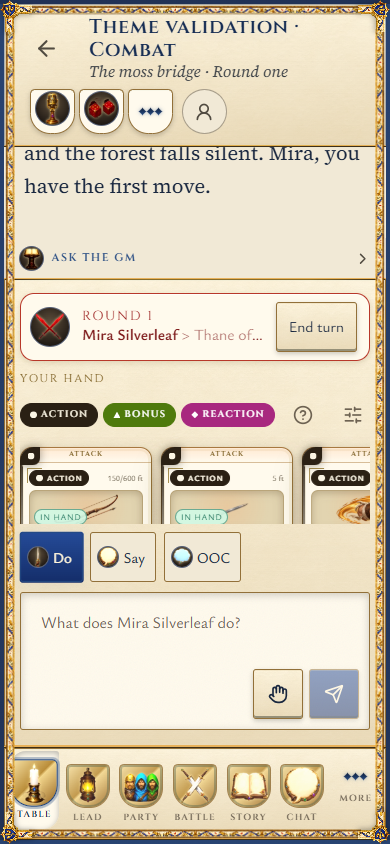 Theme validation ·
Combat
The moss bridge · Round one
and the forest falls silent. Mira, you
have the first move.
ASK THE GM
ROUND 1
Mira Silverleaf > Thane of...
End turn
YOUR HAND
ACTION
BONUS
REACTION
ATTACK
ACTION
150/600 ft
IN HAND
ATTACK
ACTION
5 ft
IN HAND
ATTA
ACTION
Do
Say
OOC
What does Mira Silverleaf do?
TABLE
LEAD
PARTY
BATTLE
STORY
CHAT
MORE